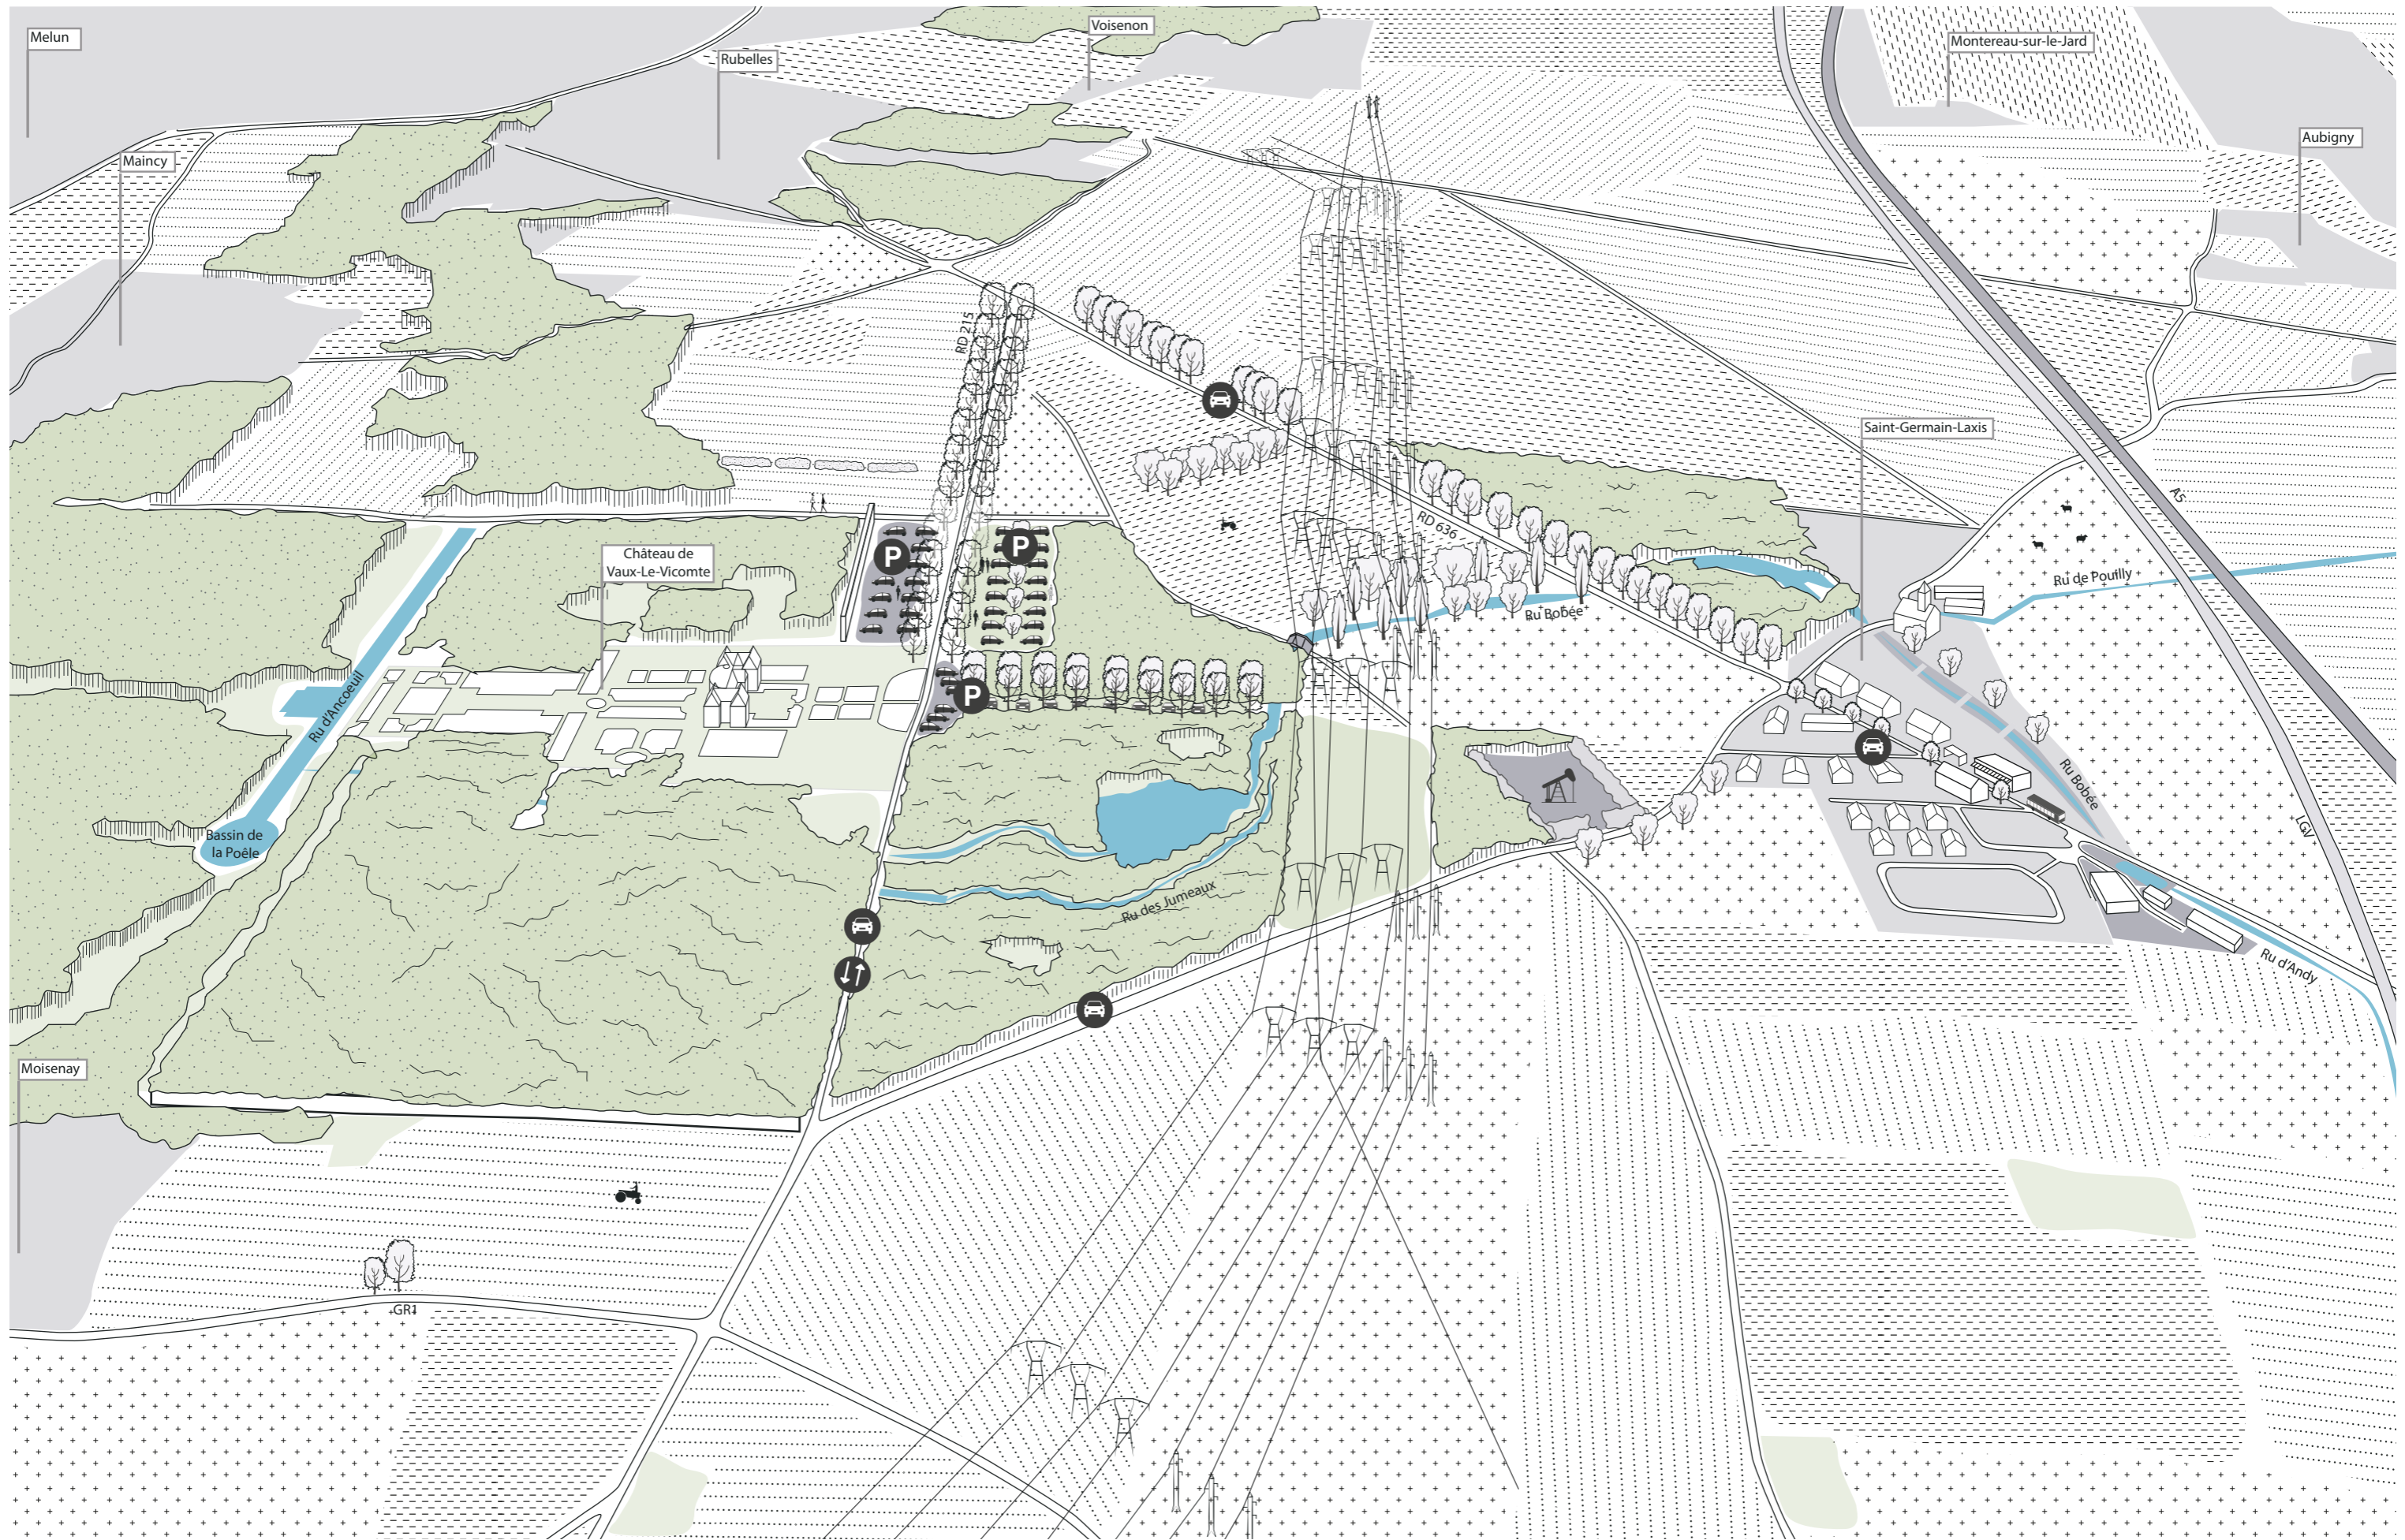 Melun
Voisenon
Montereau-sur-le-Jard
Rubelles
Aubigny
Maincy
RD 215
Saint-Germain-Laxis
A5
RD 636
P
P
Château de
Vaux-Le-Vicomte
Ru de Pouilly
Ru Bobée
Ru d'Ancoeuil
P
Ru Bobée
LGV
Bassin de
la Poêle
Ru des Jumeaux
Ru d'Andy
Moisenay
GR1